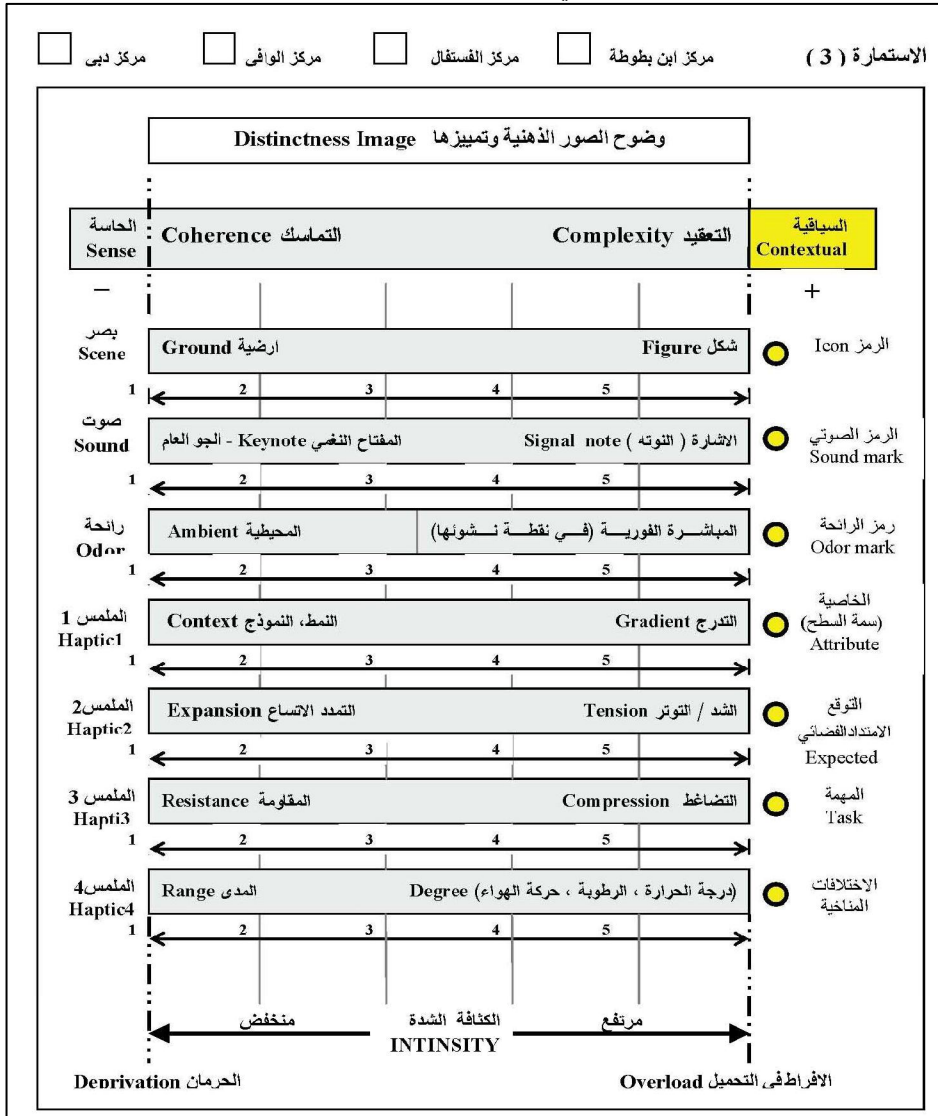 الاستمارة ( 3 ) مركز ابن بطوطة مركز الفستفال مركز الوافى مركز دبى
وضوح الصور الذهنية وتمييزها Distinctness Image
الحاسة
Sense
التماسك Coherence
التعقيد Complexity
السياقية
Contextual
–
+
بصر
Scene
ارضية Ground
شكل Figure
الرمز Icon
1 2 3 4 5
صوت
Sound
المفتاح النغمي Keynote - الجو العام
الاشارة ( النوته ) Signal note
الرمز الصوتي
Sound mark
1 2 3 4 5
رائحة
Odor
المحيطية Ambient
المباشرة الفورية (في نقطة نشوئها)
رمز الرائحة
Odor mark
1 2 3 4 5
الملمس 1
Haptic1
النمط، النموذج Context
التدرج Gradient
الخاصية
(سمة السطح)
Attribute
1 2 3 4 5
الملمس2
Haptic2
التمدد الاتساع Expansion
الشد / التوتر Tension
التوقع
الامتدادالفضائي
Expected
1 2 3 4 5
الملمس 3
Hapti3
المقاومة Resistance
التضاغط Compression
المهمة
Task
1 2 3 4 5
الملمس4
Haptic4
المدى Range
Degree (درجة الحرارة ، الرطوبة ، حركة الهواء)
الاختلافات
المناخية
1 2 3 4 5
منخفض
الكثافة الشدة
INTINSITY
مرتفع
الحرمان Deprivation
الافراط في التحميل Overload